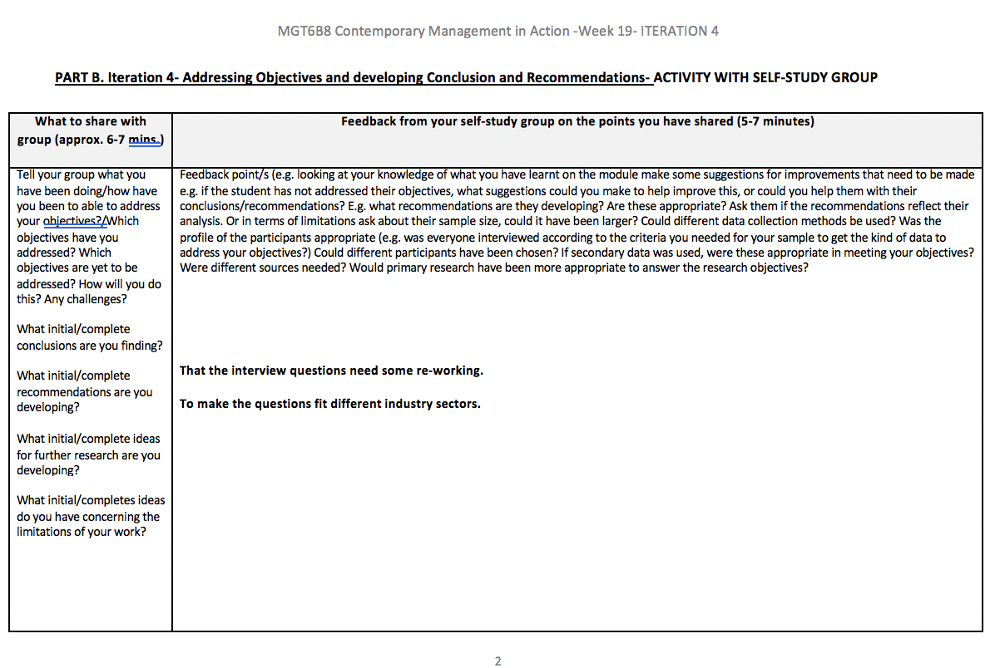 MGT6B8 Contemporary Management in Action -Week 19- ITERATION 4
PART B. Iteration 4- Addressing Objectives and developing Conclusion and Recommendations- ACTIVITY WITH SELF-STUDY GROUP
What to share with
group (approx. 6-7 mins.)
Feedback from your self-study group on the points you have shared (5-7 minutes)
Tell your group what you
have been doing/how have
you been to able to address
your objectives?/Which
objectives have you
addressed? Which
objectives are yet to be
addressed? How will you do
this? Any challenges?
What initial/complete
conclusions are you finding?
What initial/complete
recommendations are you
developing?
What initial/complete ideas
for further research are you
developing?
What initial/completes ideas
do you have concerning the
limitations of your work?
Feedback point/s (e.g. looking at your knowledge of what you have learnt on the module make some suggestions for improvements that need to be made
e.g. if the student has not addressed their objectives, what suggestions could you make to help improve this, or could you help them with their
conclusions/recommendations? E.g. what recommendations are they developing? Are these appropriate? Ask them if the recommendations reflect their
analysis. Or in terms of limitations ask about their sample size, could it have been larger? Could different data collection methods be used? Was the
profile of the participants appropriate (e.g. was everyone interviewed according to the criteria you needed for your sample to get the kind of data to
address your objectives?) Could different participants have been chosen? If secondary data was used, were these appropriate in meeting your objectives?
Were different sources needed? Would primary research have been more appropriate to answer the research objectives?
That the interview questions need some re-working.
To make the questions fit different industry sectors.
2